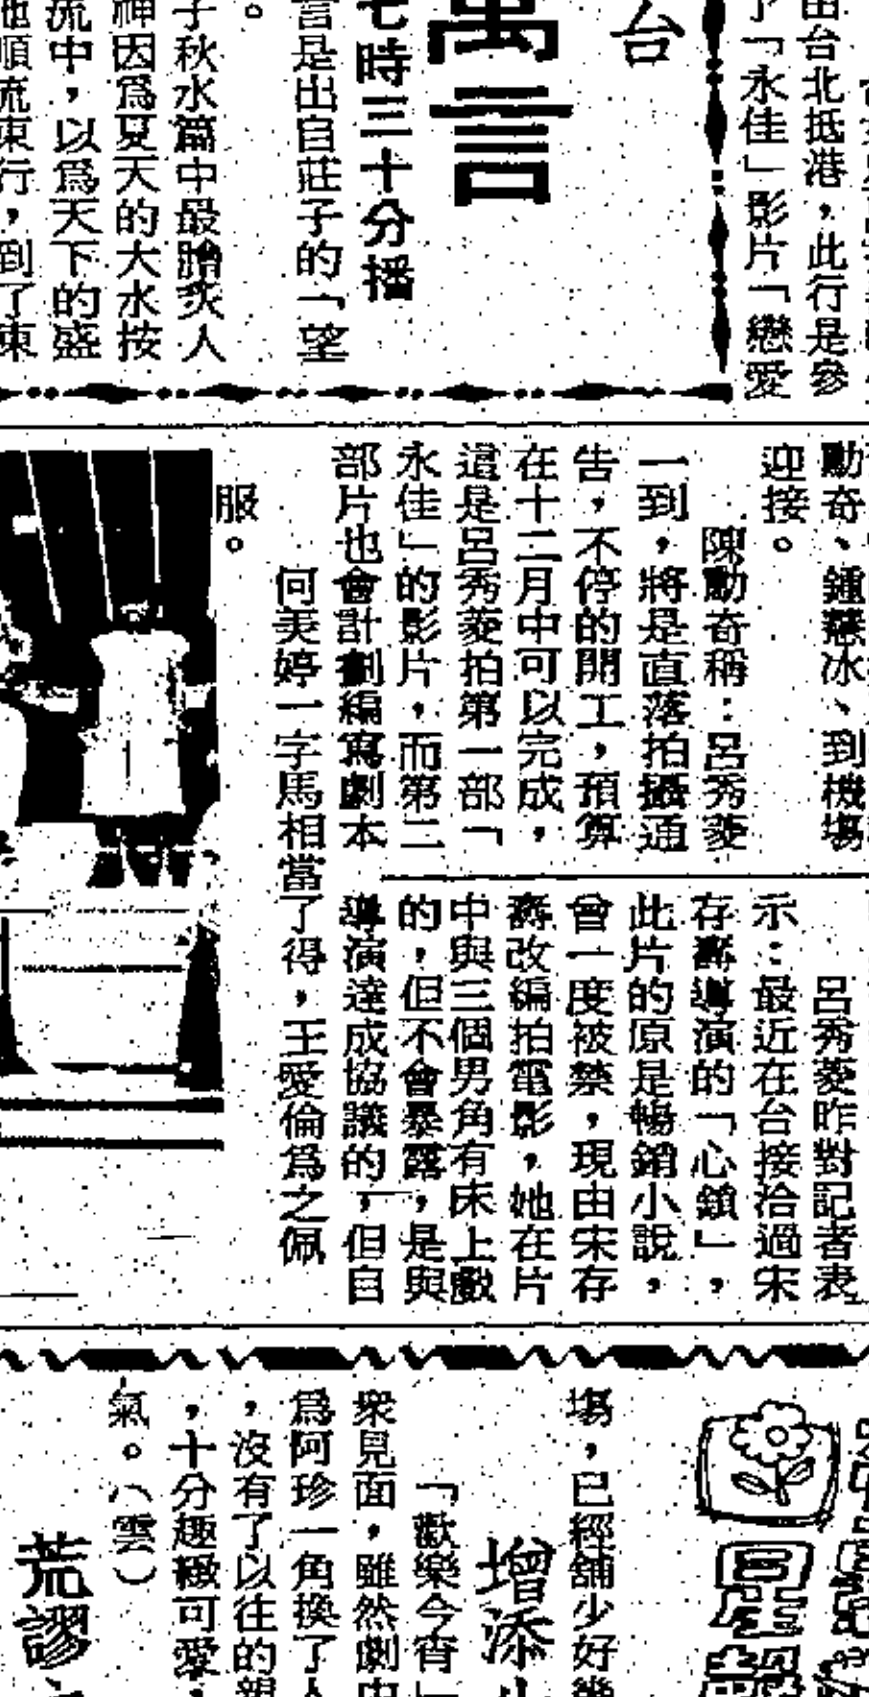 由台北抵港，此行是參
了「永佳」影片「戀愛
台
言
七時三十分播
言是出自莊子的「望
。
子秋水篇中最膾炙人
神因爲夏天的大水按
流中，以爲天下的盛
他順流東行，到了東
勳奇、鍾慧冰、到機塲
迎接。
陳勳奇稱：呂秀菱
一到，將是直落拍攝通
告，不停的開工，預算
在十二月中可以完成，
這是呂秀菱拍第一部「
永佳」的影片，而第二
部片也會計劃編寫劇本
呂秀菱昨對記者表
示：最近在台接洽過宋
存壽導演的「心鎖」，
此片的原是暢銷小說，
曾一度被禁，現由宋存
壽改編拍電影，她在片
中與三個男角有床上戲
的，但不會暴露，是與
導演達成協議的，但自
何美婷一字馬相當了得，王愛倫爲之佩
服。
星
塲，已經舖少好幾
增添
「歡樂今宵」
衆見面，雖然劇中
爲阿珍一角換了人
，沒有了以往的親
，十分趣緻可愛，
氣。（雲）
荒謬